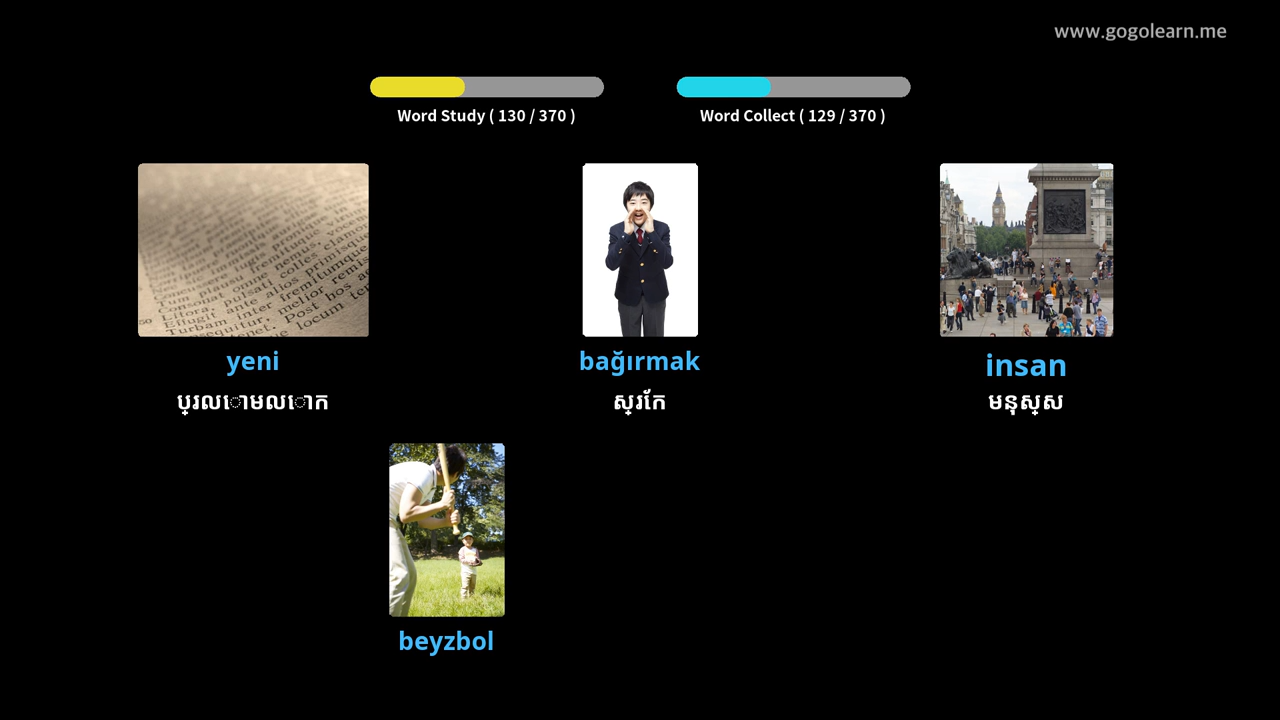 www.gogolearn.me
Word Study ( 130 / 370 )
Word Collect ( 129 / 370 )
yeni
bağırmak
insan
ប្រលោមលោក
ស្រែក
មនុស្ស
beyzbol